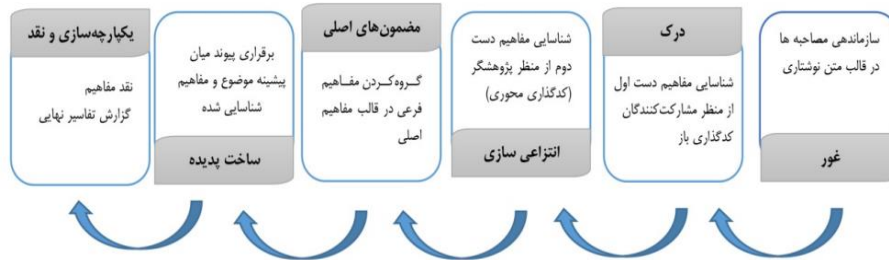 سازماندهی مصاحبه ها
در قالب متن نوشتاری
غور
درک
شناسایی مفاهیم دست اول
از منظر مشارکت‌کنندگان
کدگذاری باز
شناسایی مفاهیم دست
دوم از منظر پژوهشگر
(کدگذاری محوری)
انتزاعی سازی
مضمون‌های اصلی
گروه‌کردن مفاهیم
فرعی در قالب مفاهیم
اصلی
برقراری پیوند میان
پیشینه موضوع و مفاهیم
شناسایی شده
ساخت پدیده
یکپارچه‌سازی و نقد
نقد مفاهیم
گزارش تفاسیر نهایی